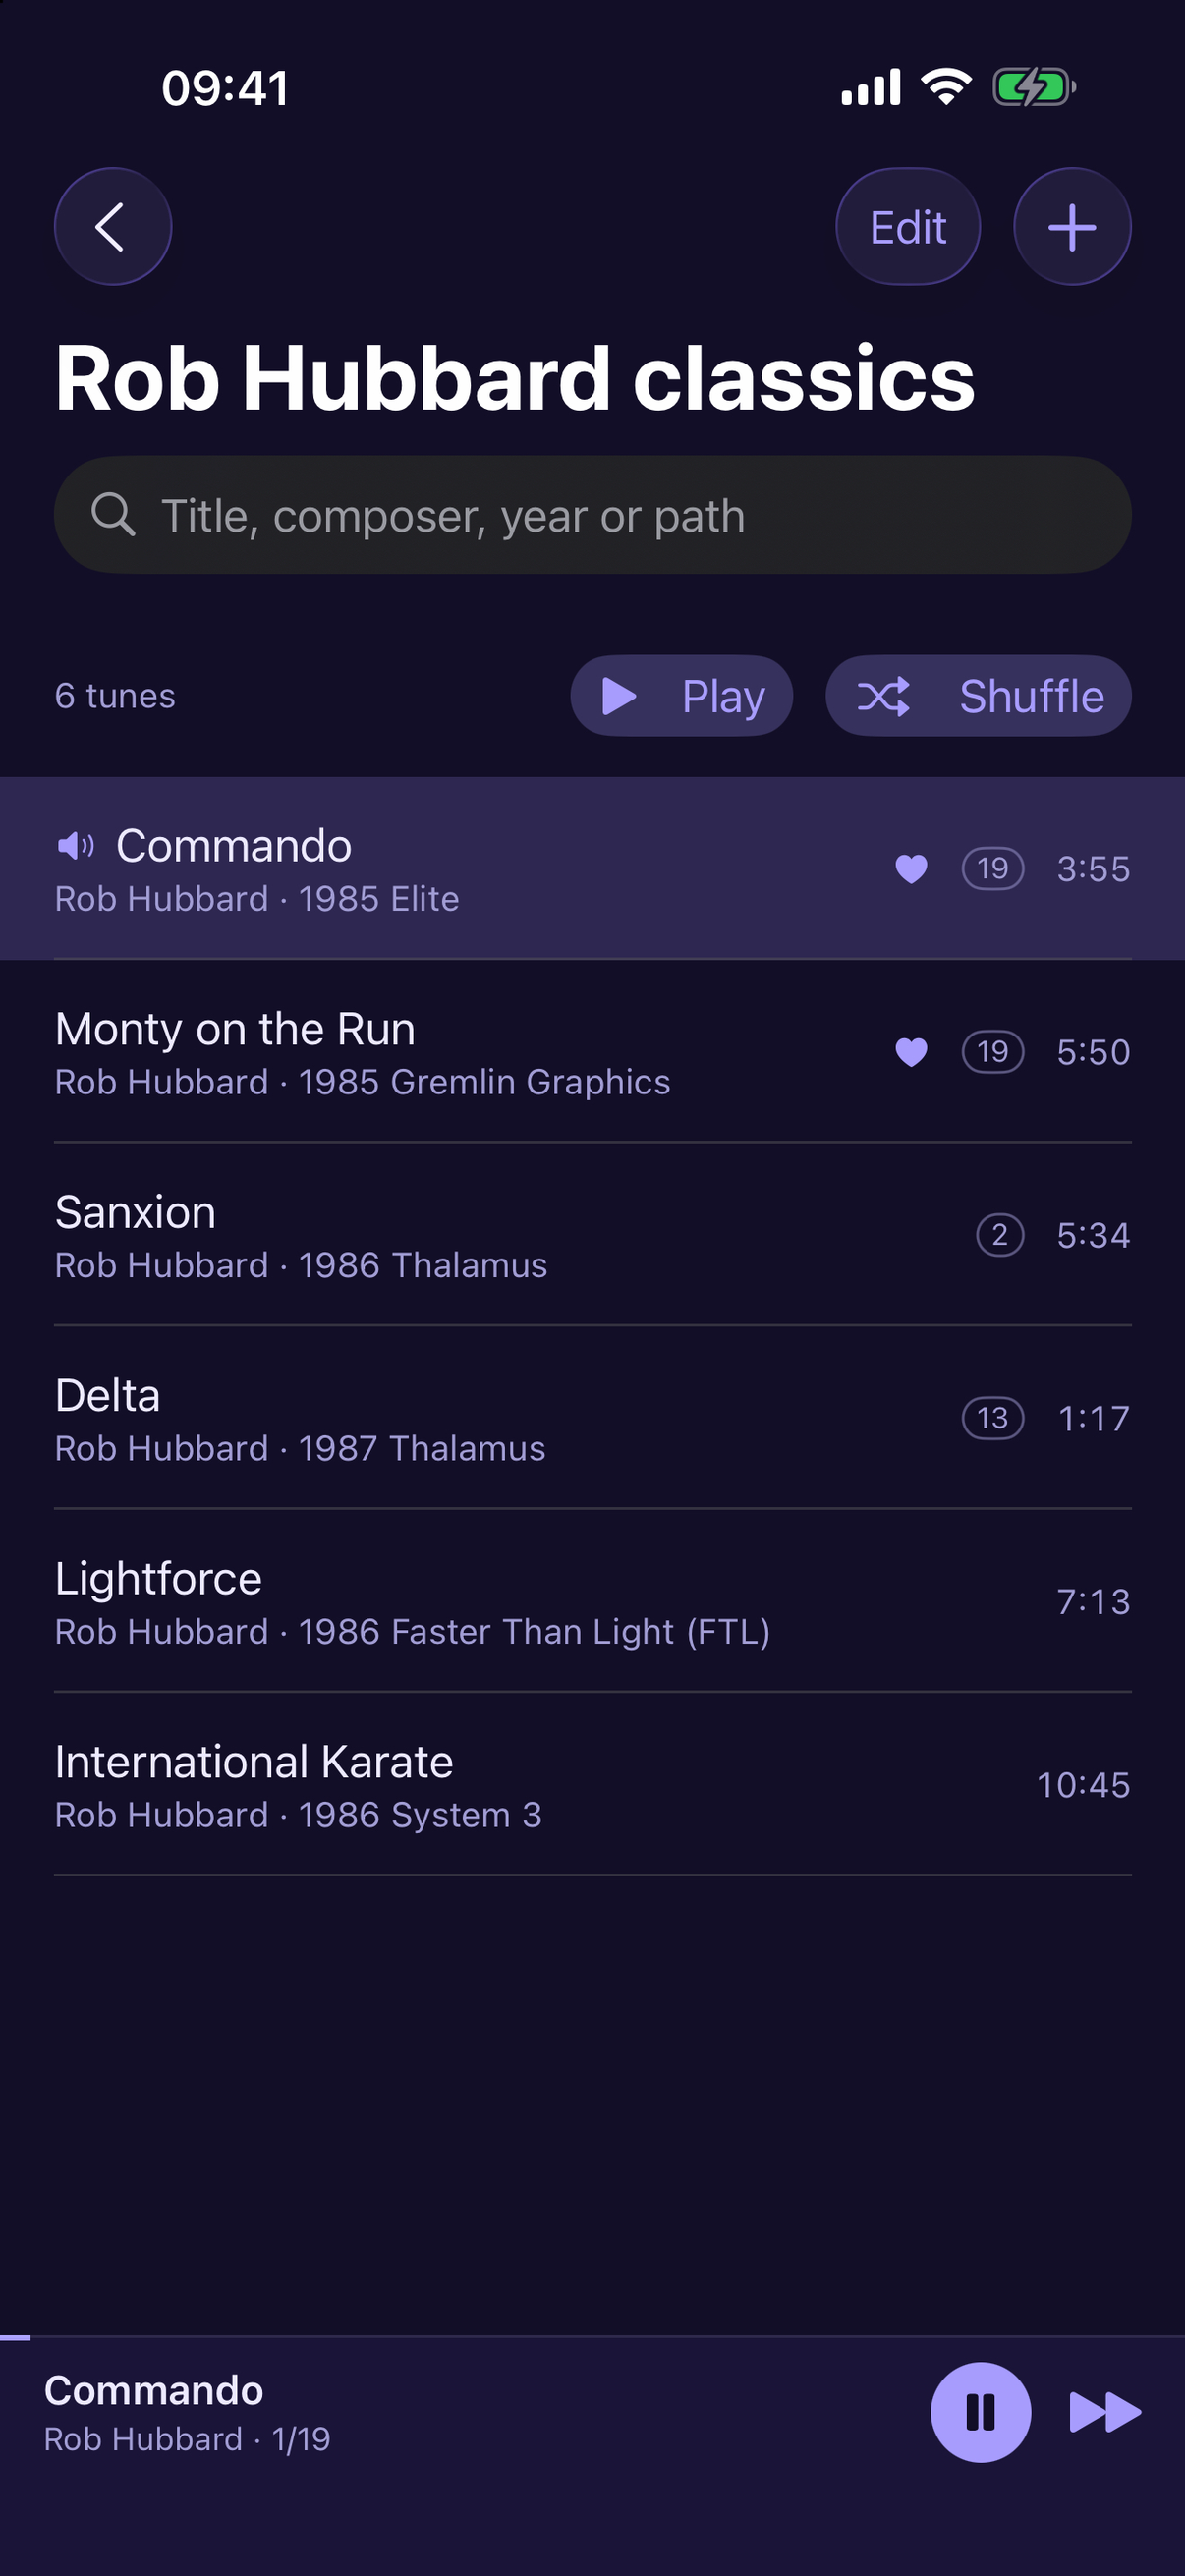 09:41
Edit
Rob Hubbard classics
Title, composer, year or path
6 tunes
Play
Shuffle
Commando
Rob Hubbard · 1985 Elite
19
3:55
Monty on the Run
Rob Hubbard · 1985 Gremlin Graphics
19
5:50
Sanxion
Rob Hubbard · 1986 Thalamus
2
5:34
Delta
Rob Hubbard · 1987 Thalamus
13
1:17
Lightforce
Rob Hubbard · 1986 Faster Than Light (FTL)
7:13
International Karate
Rob Hubbard · 1986 System 3
10:45
Commando
Rob Hubbard · 1/19